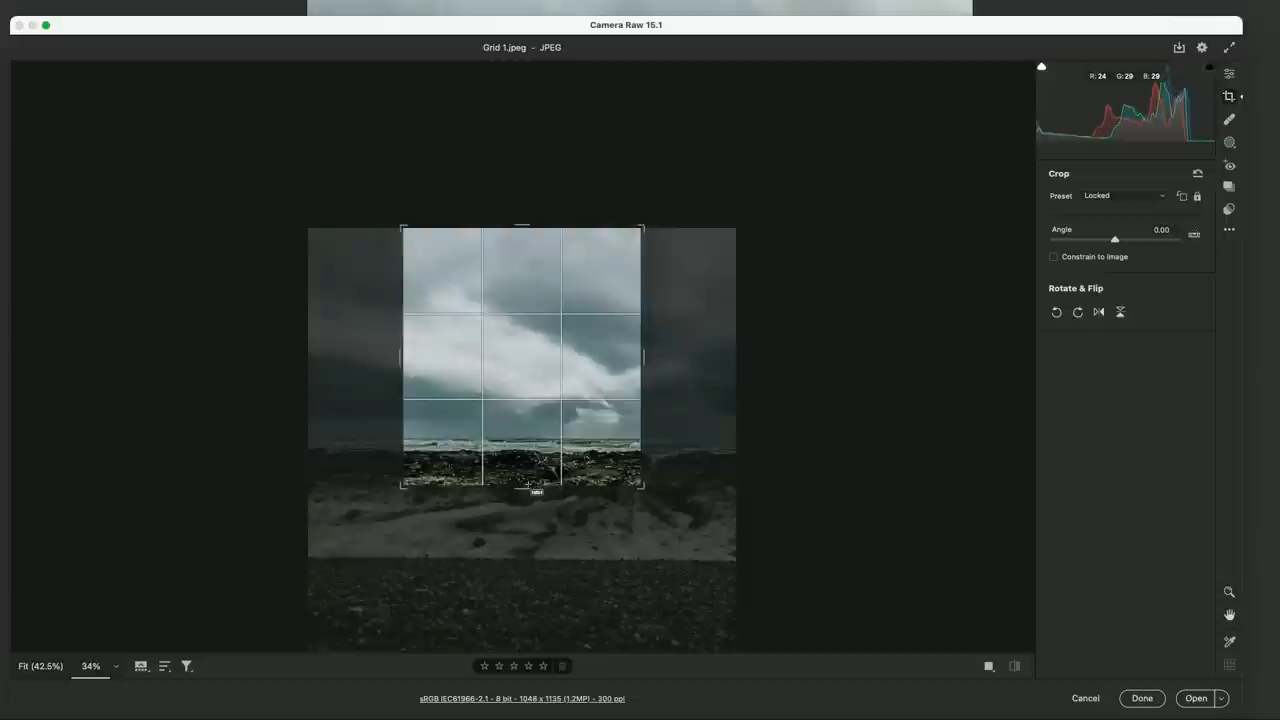 Camera Raw 15.1
Grid 1.jpeg - JPEG
R: 24 G: 29 B: 29
Crop
Preset Locked
Angle 0.00
Constrain to Image
Rotate & Flip
Fit (42.5%) 34%
sRGB IEC61966-2.1 - 8 bit - 1048 x 1135 (1.2MP) - 300 ppi
Cancel Done Open